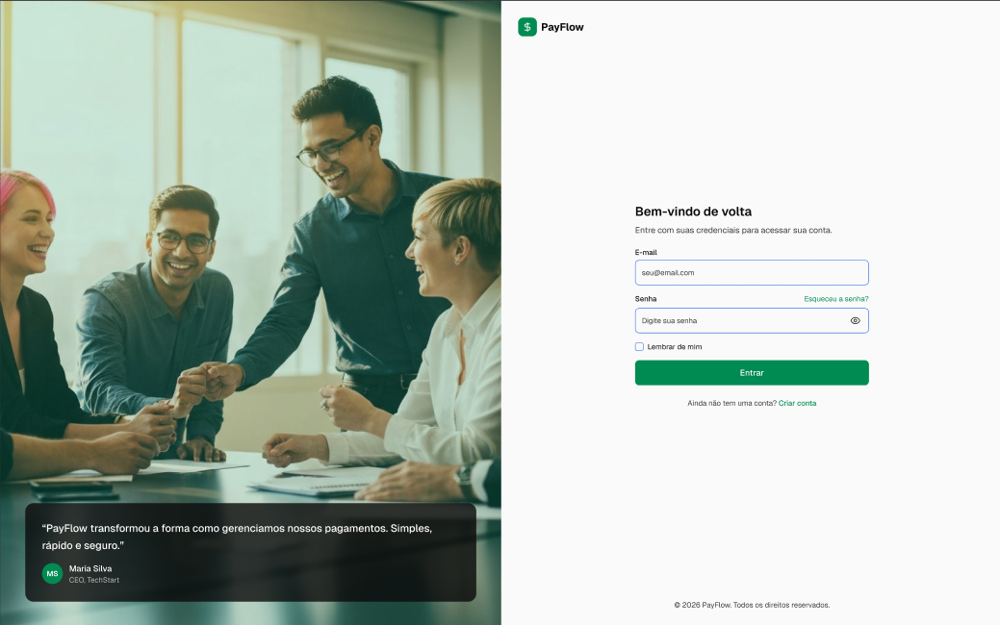 PayFlow
Bem-vindo de volta
Entre com suas credenciais para acessar sua conta.
E-mail
seu@email.com
Senha
Esqueceu a senha?
Digite sua senha
Lembrar de mim
Entrar
Ainda não tem uma conta? Criar conta
© 2026 PayFlow. Todos os direitos reservados.
“PayFlow transformou a forma como gerenciamos nossos pagamentos. Simples,
rápido e seguro.”
MS
Maria Silva
CEO, TechStart